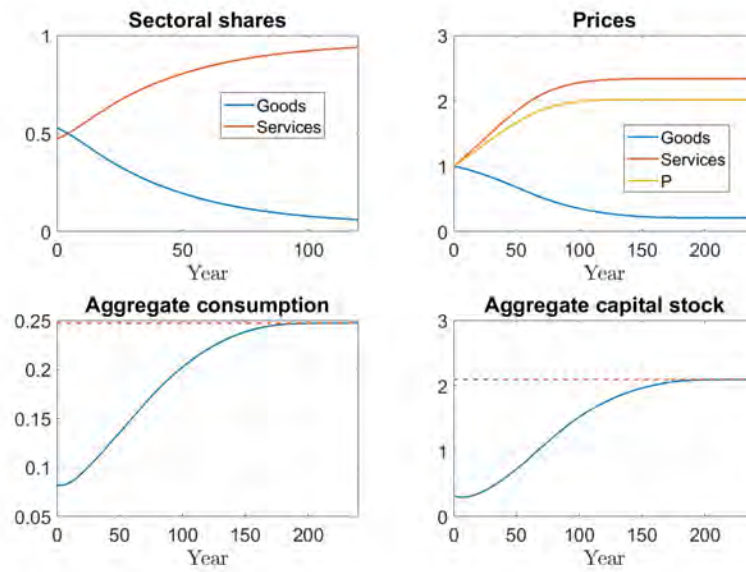 Sectoral shares
1
0.5
0
0 50 100
Year
Goods
Services
Prices
3
2
1
0
0 50 100 150 200
Year
Goods
Services
P
Aggregate consumption
0.25
0.2
0.15
0.1
0.05
0 50 100 150 200
Year
Aggregate capital stock
3
2
1
0
0 50 100 150 200
Year